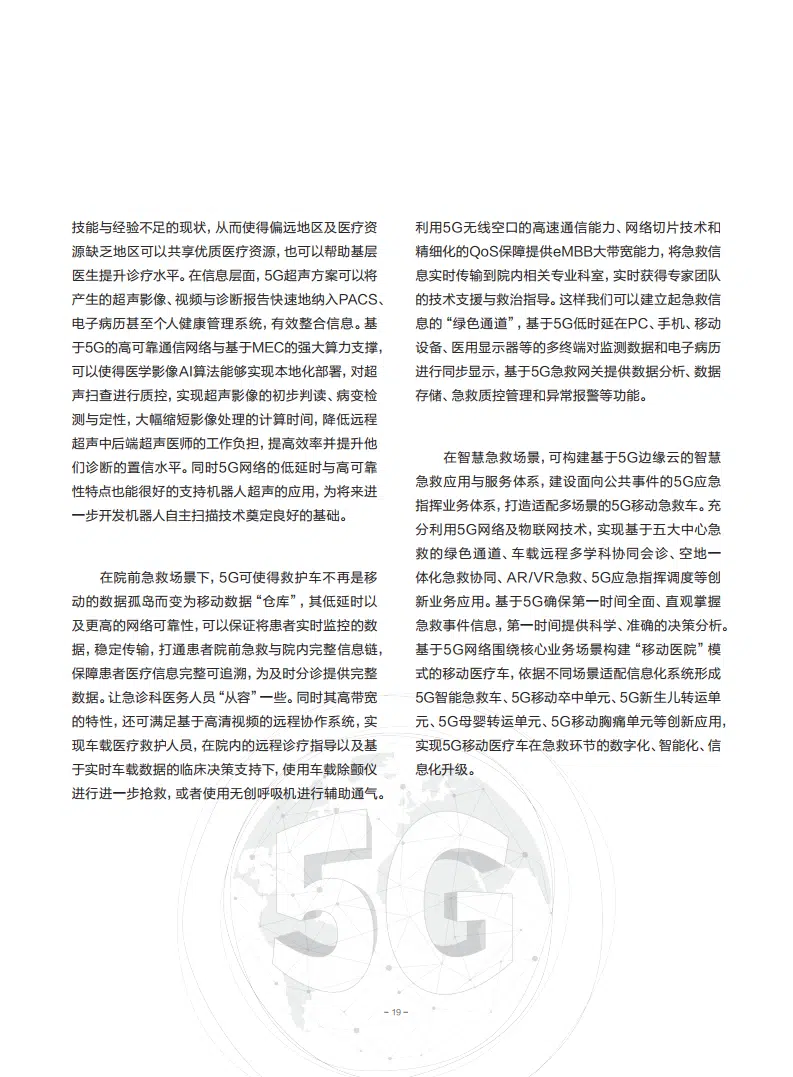 技能与经验不足的现状，从而使得偏远地区及医疗资
源缺乏地区可以共享优质医疗资源，也可以帮助基层
医生提升诊疗水平。在信息层面，5G超声方案可以将
产生的超声影像、视频与诊断报告快速地纳入PACS、
电子病历甚至个人健康管理系统，有效整合信息。基
于5G的高可靠通信网络与基于MEC的强大算力支撑，
可以使得医学影像AI算法能够实现本地化部署，对超
声扫查进行质控，实现超声影像的初步判读、病变检
测与定性，大幅缩短影像处理的计算时间，降低远程
超声中后端超声医师的工作负担，提高效率并提升他
们诊断的置信水平。同时5G网络的低延时与高可靠
性特点也能很好的支持机器人超声的应用，为将来进
一步开发机器人自主扫描技术奠定良好的基础。
在院前急救场景下，5G可使得救护车不再是移
动的数据孤岛而变为移动数据“仓库”，其低延时以
及更高的网络可靠性，可以保证将患者实时监控的数
据，稳定传输，打通患者院前急救与院内完整信息链，
保障患者医疗信息完整可追溯，为及时分诊提供完整
数据。让急诊科医务人员“从容”一些。同时其高带宽
的特性，还可满足基于高清视频的远程协作系统，实
现车载医疗救护人员，在院内的远程诊疗指导以及基
于实时车载数据的临床决策支持下，使用车载除颤仪
进行进一步抢救，或者使用无创呼吸机进行辅助通气。
利用5G无线空口的高速通信能力、网络切片技术和
精细化的QoS保障提供eMBB大带宽能力，将急救信
息实时传输到院内相关专业科室，实时获得专家团队
的技术支援与救治指导。这样我们可以建立起急救信
息的“绿色通道”，基于5G低时延在PC、手机、移动
设备、医用显示器等的多终端对监测数据和电子病历
进行同步显示，基于5G急救网关提供数据分析、数据
存储、急救质控管理和异常报警等功能。
在智慧急救场景，可构建基于5G边缘云的智慧
急救应用与服务体系，建设面向公共事件的5G应急
指挥业务体系，打造适配多场景的5G移动急救车。充
分利用5G网络及物联网技术，实现基于五大中心急
救的绿色通道、车载远程多学科协同会诊、空地一
体化急救协同、AR/VR急救、5G应急指挥调度等创
新业务应用。基于5G确保第一时间全面、直观掌握
急救事件信息，第一时间提供科学、准确的决策分析。
基于5G网络围绕核心业务场景构建“移动医院”模
式的移动医疗车，依据不同场景适配信息化系统形成
5G智能急救车、5G移动卒中单元、5G新生儿转运单
元、5G母婴转运单元、5G移动胸痛单元等创新应用，
实现5G移动医疗车在急救环节的数字化、智能化、信
息化升级。
5G
- 19 -